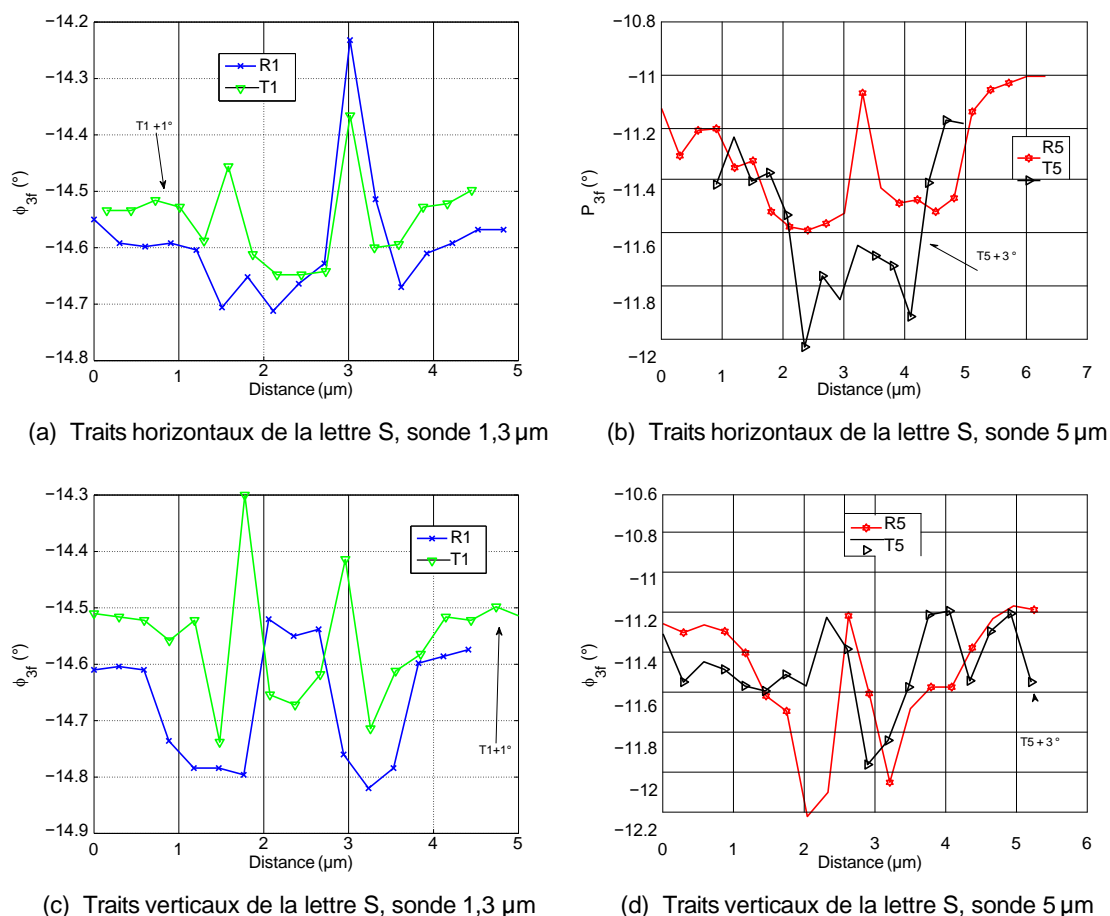 −14.2
−14.3
−14.4
−14.5
−14.6
−14.7
−14.8
ϕ3f (°)
R1
T1
T1 +1°
0 1 2 3 4 5
Distance (µm)
−10.8
−11
−11.2
−11.4
−11.6
−11.8
−12
P3f (°)
R5
T5
T5 + 3°
0 1 2 3 4 5 6 7
Distance (µm)
(a) Traits horizontaux de la lettre S, sonde 1,3 µm
(b) Traits horizontaux de la lettre S, sonde 5 µm
−14.3
−14.4
−14.5
−14.6
−14.7
−14.8
−14.9
ϕ3f (°)
R1
T1
T1+1°
0 1 2 3 4 5
Distance (µm)
−10.6
−10.8
−11
−11.2
−11.4
−11.6
−11.8
−12
−12.2
ϕ3f (°)
R5
T5
T5 + 3°
0 1 2 3 4 5 6
Distance (µm)
(c) Traits verticaux de la lettre S, sonde 1,3 µm
(d) Traits verticaux de la lettre S, sonde 5 µm